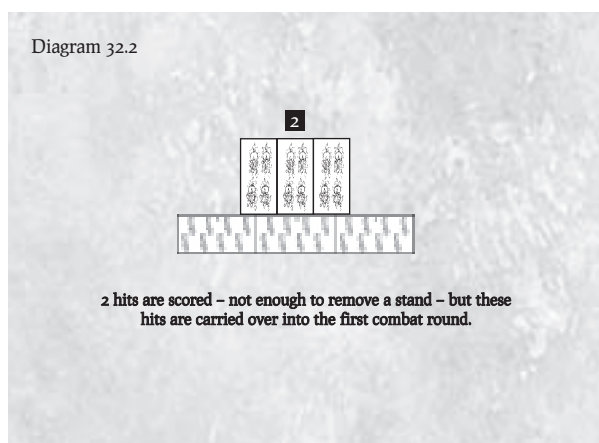 Diagram 32.2
2
2 hits are scored – not enough to remove a stand – but these
hits are carried over into the first combat round.